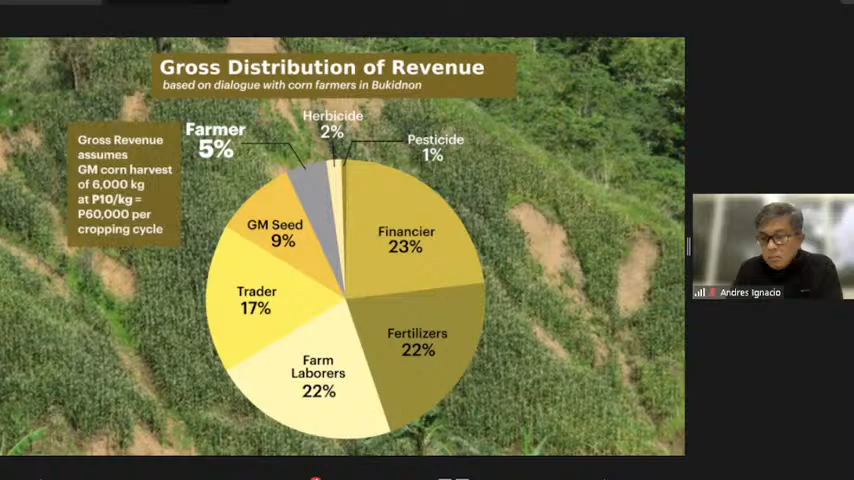 Gross Distribution of Revenue
based on dialogue with corn farmers in Bukidnon
Gross Revenue
assumes
GM corn harvest
of 6,000 kg
at P10/kg =
P60,000 per
cropping cycle
Farmer
5%
Herbicide
2%
Pesticide
1%
GM Seed
9%
Financier
23%
Trader
17%
Fertilizers
22%
Farm
Laborers
22%
Andres Ignacio